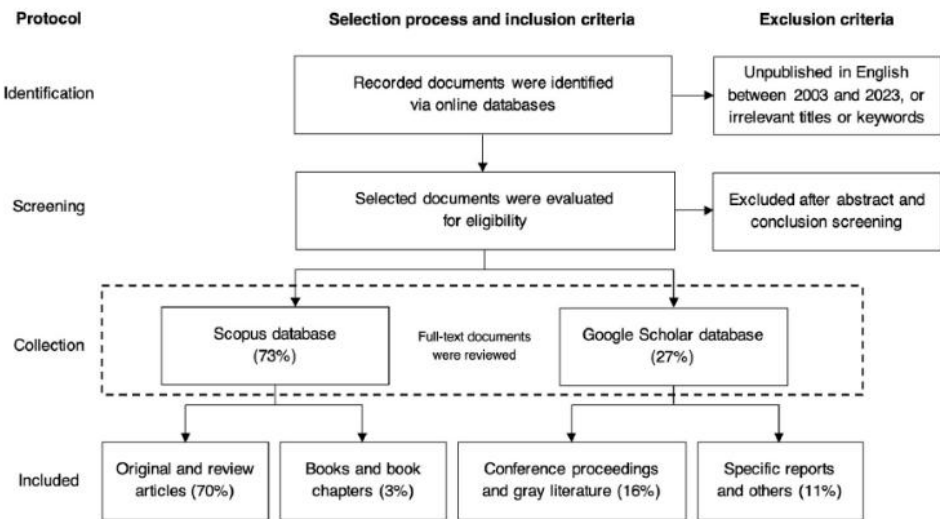 Protocol
Selection process and inclusion criteria
Exclusion criteria
Identification
Recorded documents were identified
via online databases
Unpublished in English
between 2003 and 2023, or
irrelevant titles or keywords
Screening
Selected documents were evaluated
for eligibility
Excluded after abstract and
conclusion screening
Collection
Scopus database
(73%)
Full-text documents
were reviewed
Google Scholar database
(27%)
Included
Original and review
articles (70%)
Books and book
chapters (3%)
Conference proceedings
and gray literature (16%)
Specific reports
and others (11%)